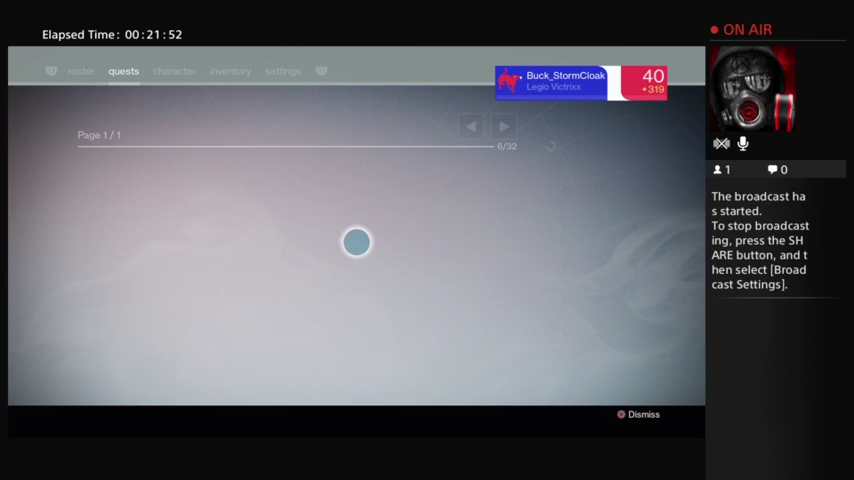 Elapsed Time: 00:21:52
ON AIR
roster quests character inventory settings
Buck_StormCloak
Legio Victrixx
40
319
Page 1 / 1
6/32
1 0
The broadcast ha
s started.
To stop broadcast
ing, press the SH
ARE button, and t
hen select [Broad
cast Settings].
Dismiss